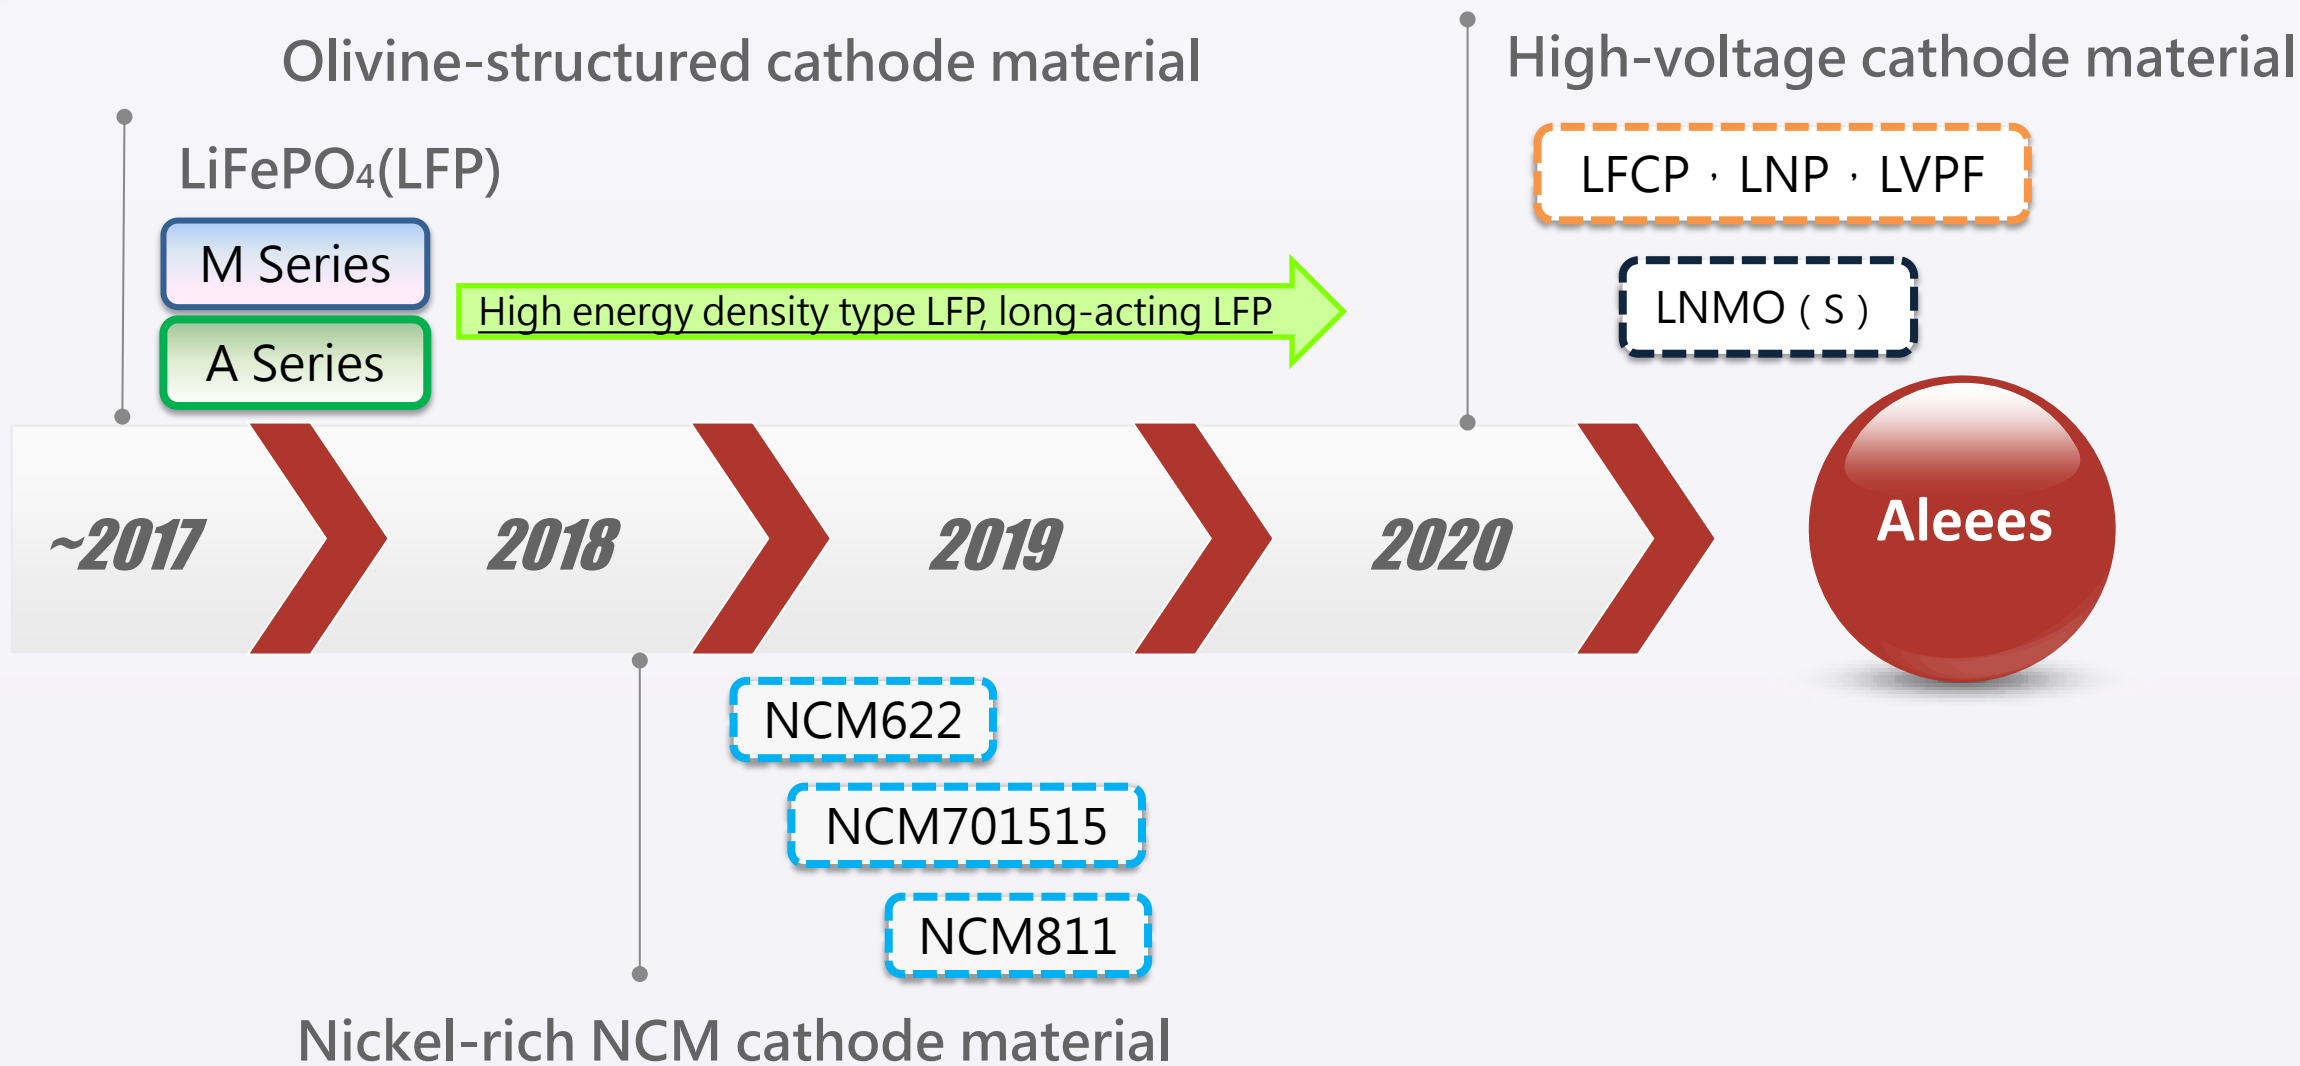 Olivine-structured cathode material
High-voltage cathode material
LiFePO₄(LFP)
M Series
A Series
High energy density type LFP, long-acting LFP
LFCP，LNP，LVPF
LNMO（S）
~2017
2018
2019
2020
Aleees
NCM622
NCM701515
NCM811
Nickel-rich NCM cathode material